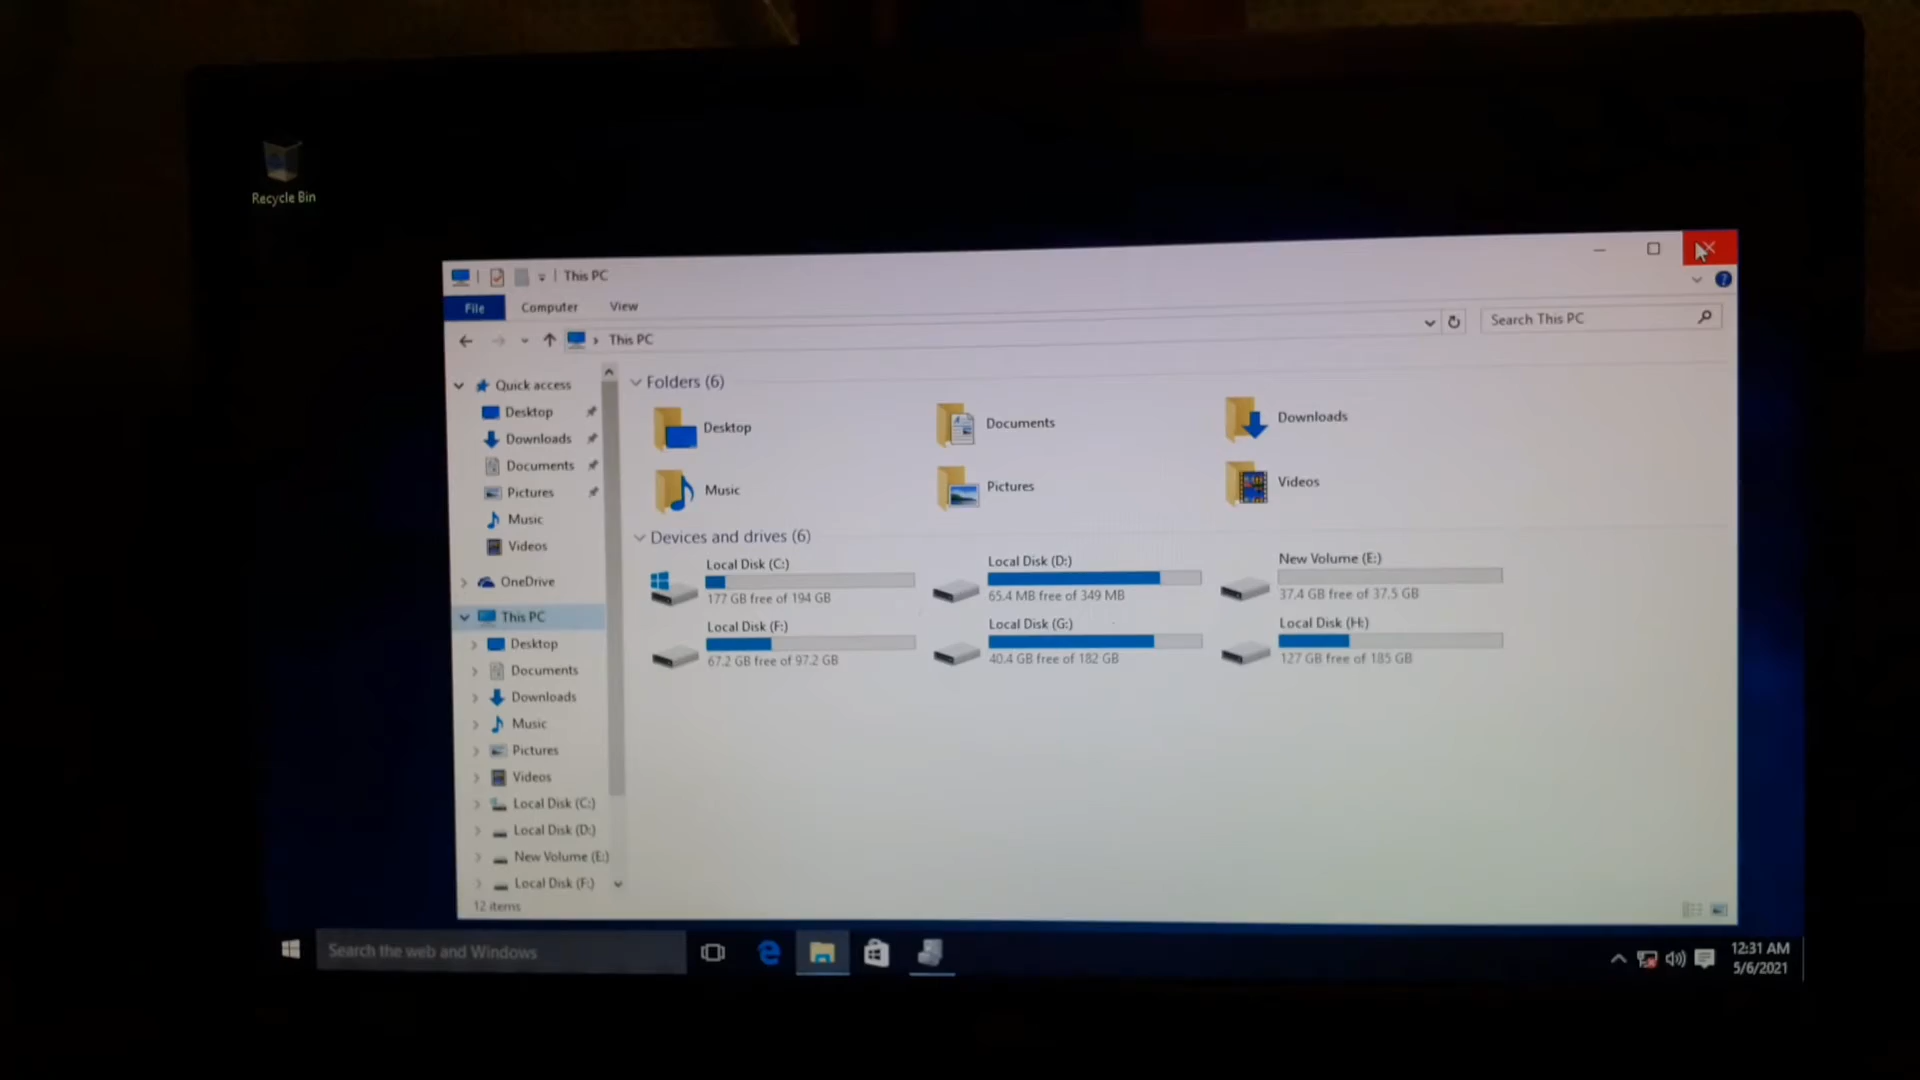 Recycle Bin
This PC
File
Computer
View
This PC
Search This PC
Quick access
Desktop
Downloads
Documents
Pictures
Music
Videos
OneDrive
This PC
Desktop
Documents
Downloads
Music
Pictures
Videos
Local Disk (C:)
Local Disk (D:)
New Volume (E:)
Local Disk (F:)
12 items
Folders (6)
Desktop
Documents
Downloads
Music
Pictures
Videos
Devices and drives (6)
Local Disk (C:)
177 GB free of 194 GB
Local Disk (D:)
65.4 MB free of 349 MB
New Volume (E:)
37.4 GB free of 37.5 GB
Local Disk (F:)
67.2 GB free of 97.2 GB
Local Disk (G:)
40.4 GB free of 182 GB
Local Disk (H:)
127 GB free of 185 GB
Search the web and Windows
12:31 AM
5/6/2021